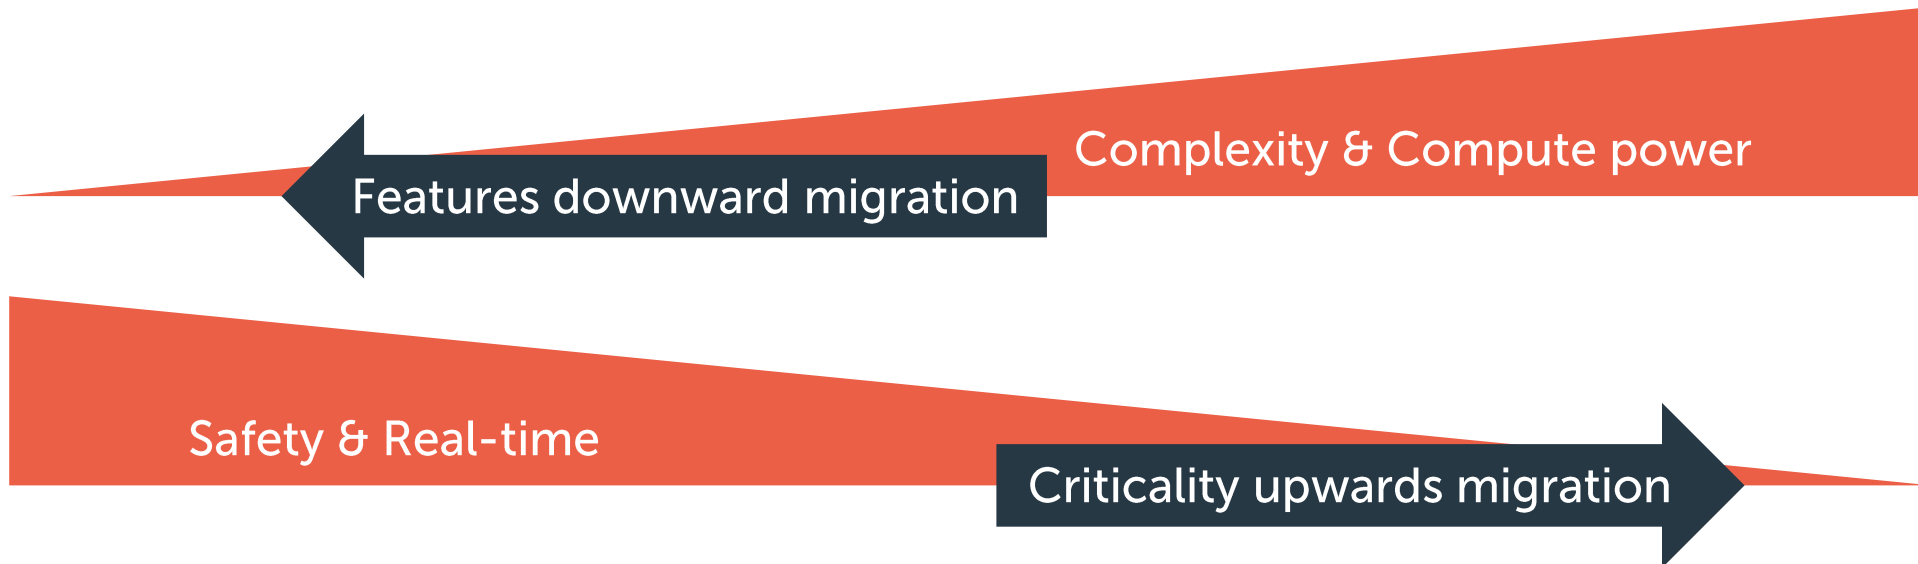 Complexity & Compute power
Features downward migration
Safety & Real-time
Criticality upwards migration